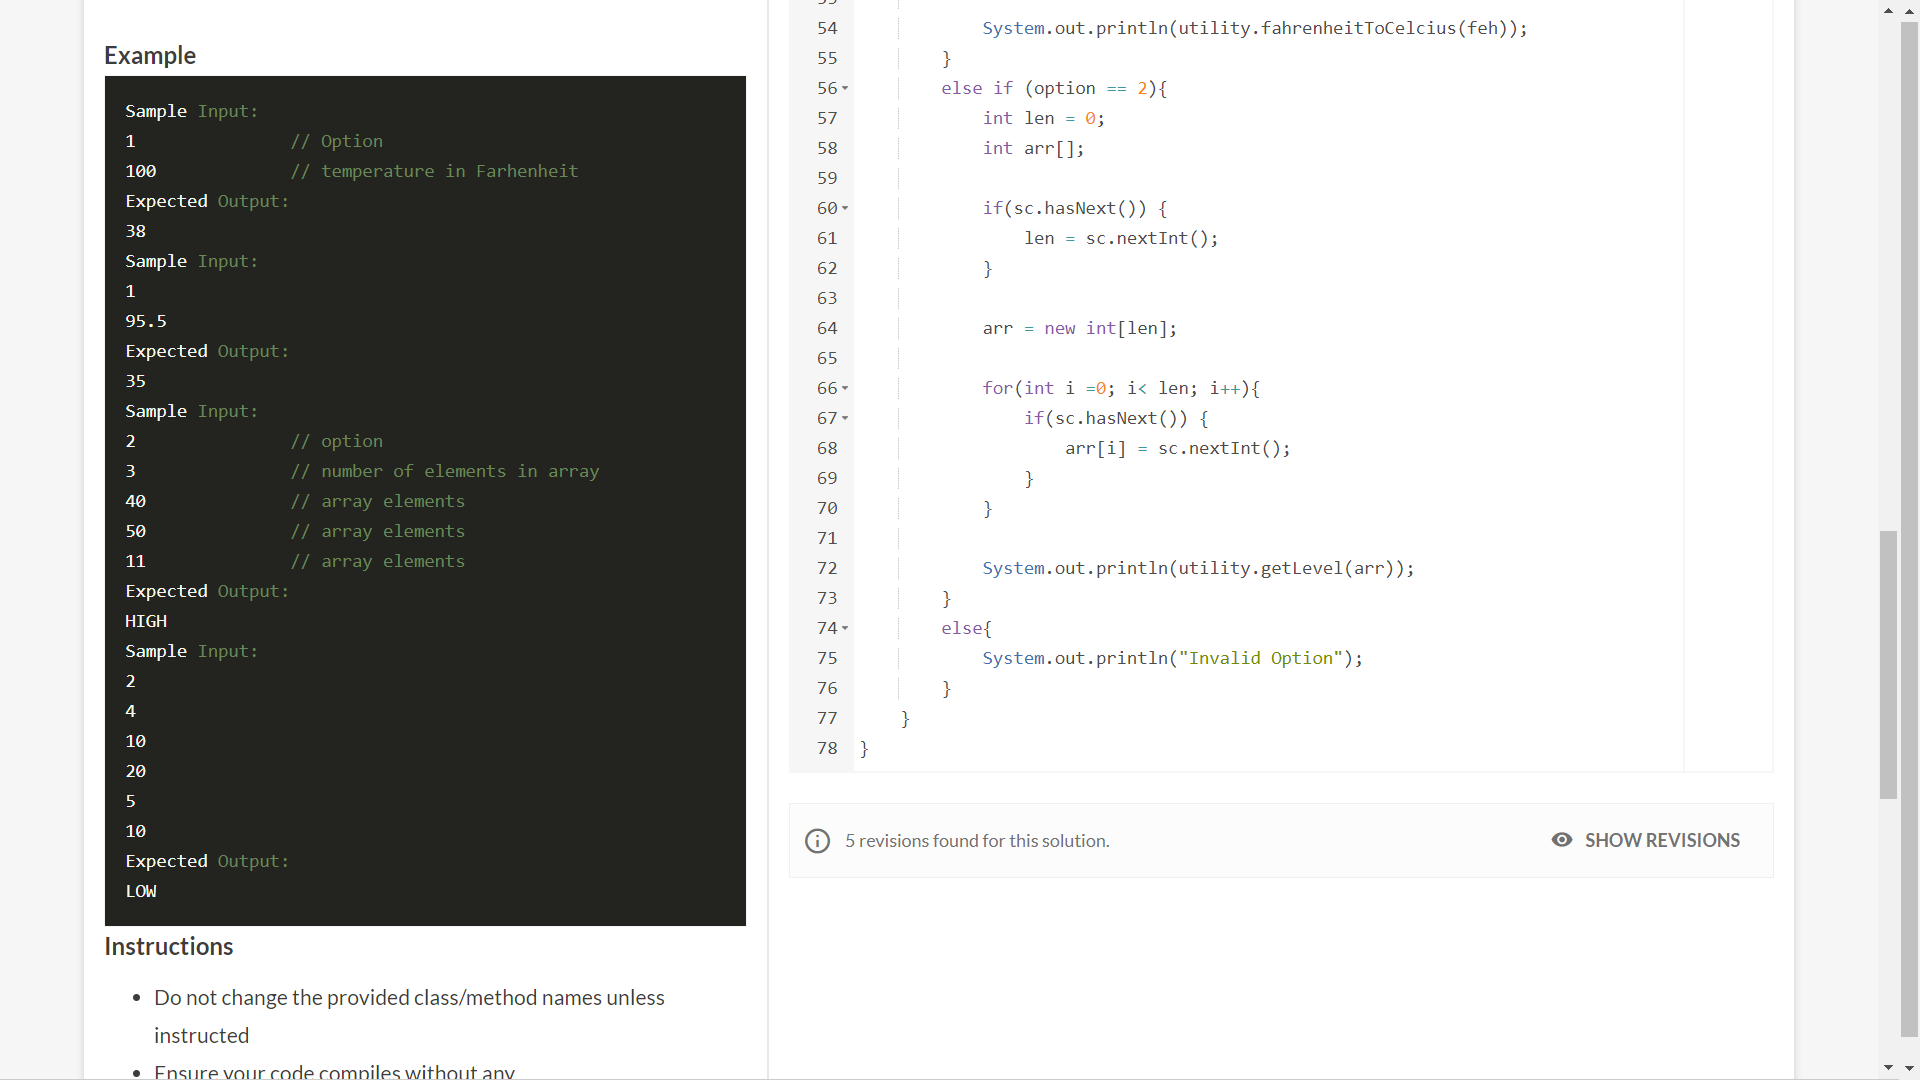 Example
Sample Input:
1 // Option
100 // temperature in Farhenheit
Expected Output:
38
Sample Input:
1
95.5
Expected Output:
35
Sample Input:
2 // option
3 // number of elements in array
40 // array elements
50 // array elements
11 // array elements
Expected Output:
HIGH
Sample Input:
2
4
10
20
5
10
Expected Output:
LOW
Instructions
• Do not change the provided class/method names unless
instructed
• Ensure your code compiles without any
54 System.out.println(utility.fahrenheitToCelcius(feh));
55 }
56 else if (option == 2){
57 int len = 0;
58 int arr[];
59
60 if(sc.hasNext()) {
61 len = sc.nextInt();
62 }
63
64 arr = new int[len];
65
66 for(int i =0; i< len; i++){
67 if(sc.hasNext()) {
68 arr[i] = sc.nextInt();
69 }
70 }
71
72 System.out.println(utility.getLevel(arr));
73 }
74 else{
75 System.out.println("Invalid Option");
76 }
77 }
78 }
5 revisions found for this solution.
SHOW REVISIONS